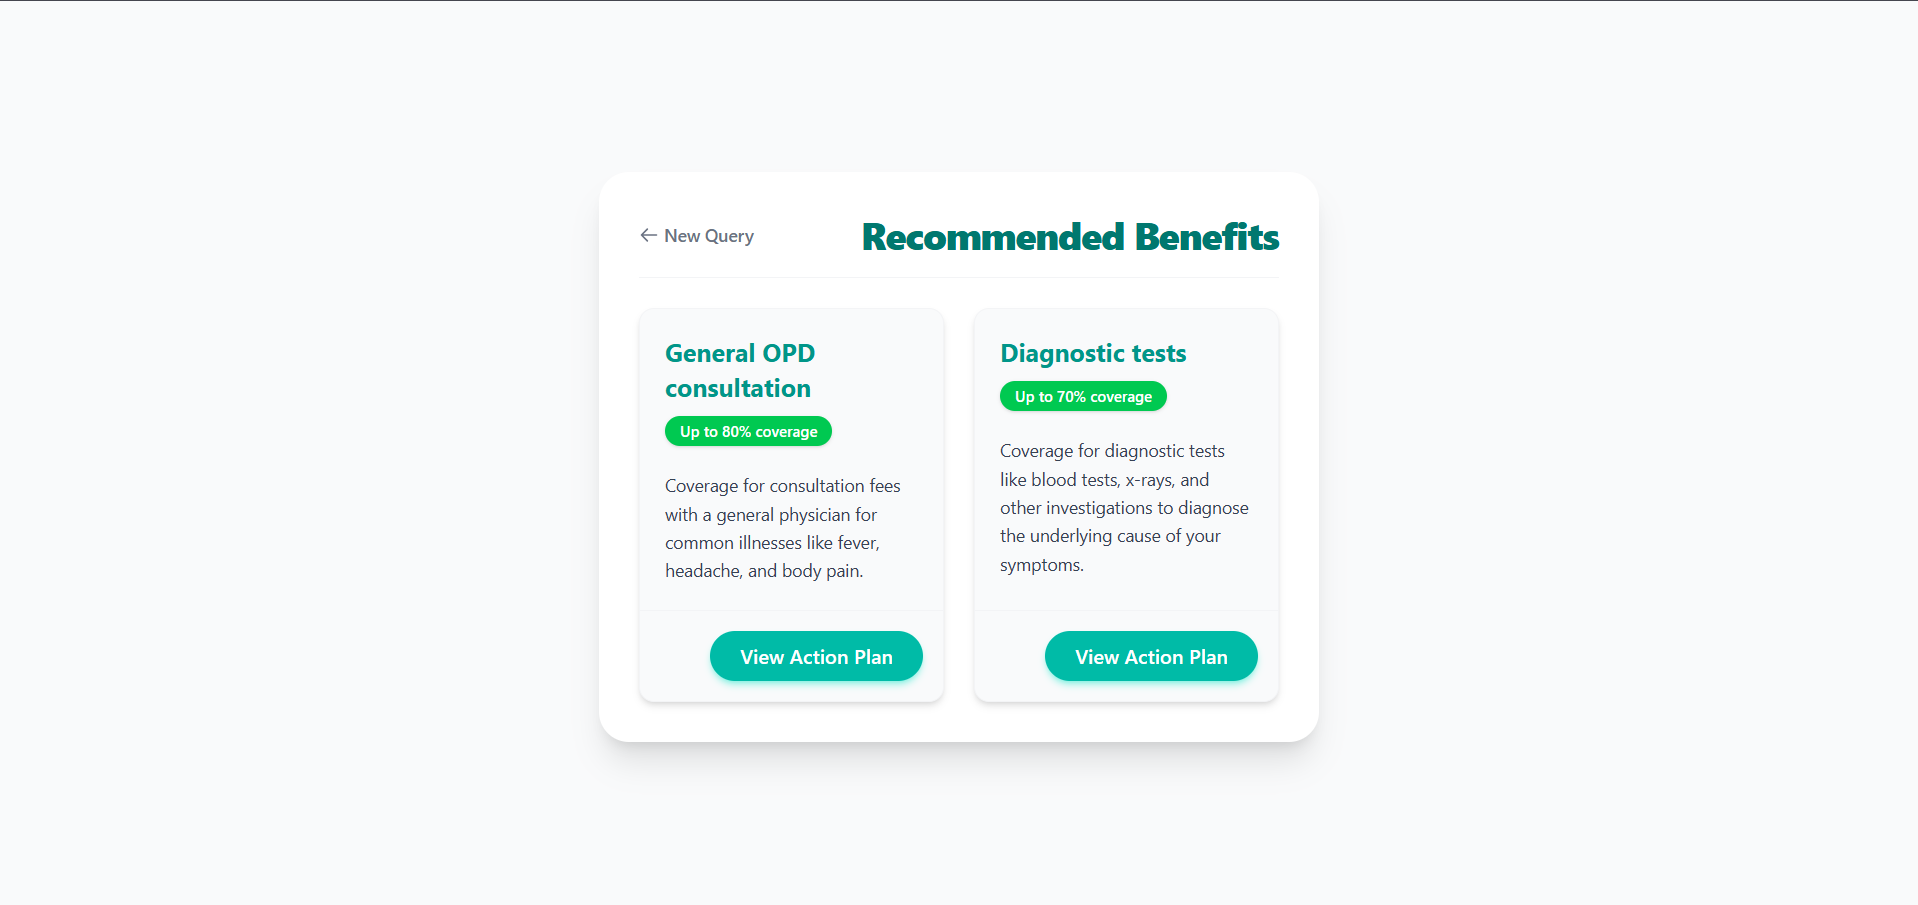 New Query
Recommended Benefits
General OPD
consultation
Up to 80% coverage
Coverage for consultation fees
with a general physician for
common illnesses like fever,
headache, and body pain.
View Action Plan
Diagnostic tests
Up to 70% coverage
Coverage for diagnostic tests
like blood tests, x-rays, and
other investigations to diagnose
the underlying cause of your
symptoms.
View Action Plan